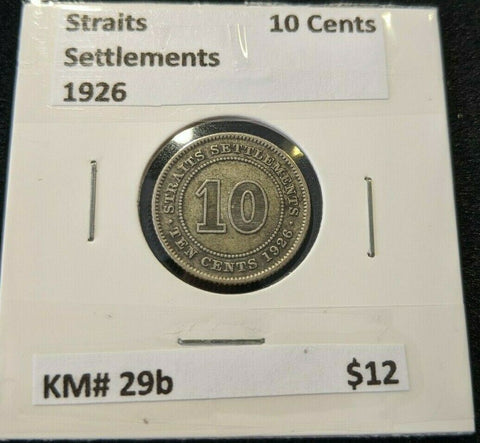 Straits 10 Cents
Settlements
1926
· STRAITS SETTLEMENTS ·
10
TEN CENTS 1926
KM# 29b $12